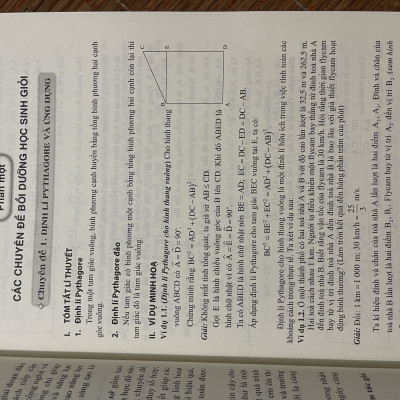 Phần một
CÁC CHUYÊN ĐỀ BỒI DƯỠNG HỌC SINH GIỎI
Chuyên đề 1. ĐỊNH LÍ PYTHAGORE VÀ ỨNG DỤNG
I. TÓM TẮT LÍ THUYẾT
1. Định lí Pythagore
Trong một tam giác vuông, bình phương cạnh huyền bằng tổng bình phương hai cạnh
góc vuông.
2. Định lí Pythagore đảo
Nếu tam giác có bình phương một cạnh bằng tổng bình phương hai cạnh còn lại thì
tam giác đó là tam giác vuông.
II. VÍ DỤ MINH HOẠ
Ví dụ 1.1. (Định lí Pythagore cho hình thang vuông) Cho hình thang
vuông ABCD có Â = D̂ = 90°.
Chứng minh rằng BC² = AD² + (DC − AB)².
Giải: Không mất tính tổng quát, ta giả sử AB ≤ CD.
Gọi E là hình chiếu vuông góc của B lên CD. Khi đó ABED là
hình chữ nhật vì có Â = Ê = D̂ = 90°.
Ta có ABED là hình chữ nhật nên BE = AD; EC = DC − ED = DC − AB.
Áp dụng định lí Pythagore cho tam giác BEC vuông tại E, ta có:
BC² = BE² + EC² = AD² + (DC − AB)².
Định lí Pythagore cho hình thang vuông là một định lí hữu ích trong việc tính toán các
khoảng cách trong thực tế. Ta xét ví dụ sau:
Ví dụ 1.2. Ở một thành phố có hai toà nhà A và B với độ cao lần lượt là 32,5 m và 262,5 m.
Hai toà nhà cách nhau 1 km. Người ta điều khiển một flycam bay thẳng từ đỉnh toà nhà A
đến đỉnh toà nhà B. Biết rằng vận tốc của flycam là 30 km/h. Hỏi rằng thời gian flycam
bay từ vị trí đỉnh toà nhà A đến đỉnh toà nhà B là bao lâu với giả thiết flycam hoạt
động bình thường? (Làm tròn kết quả đến hàng phần trăm của phút)
Giải: Đổi: 1 km = 1 000 m; 30 km/h = 25/3 m/s.
Ta kí hiệu đỉnh và chân của toà nhà A lần lượt là hai điểm A₂, A₁. Đỉnh và chân của
toà nhà B lần lượt là hai điểm B₂, B₁. Flycam bay từ vị trí A₂ đến vị trí B₂ (xem hình
A
B
C
D
E